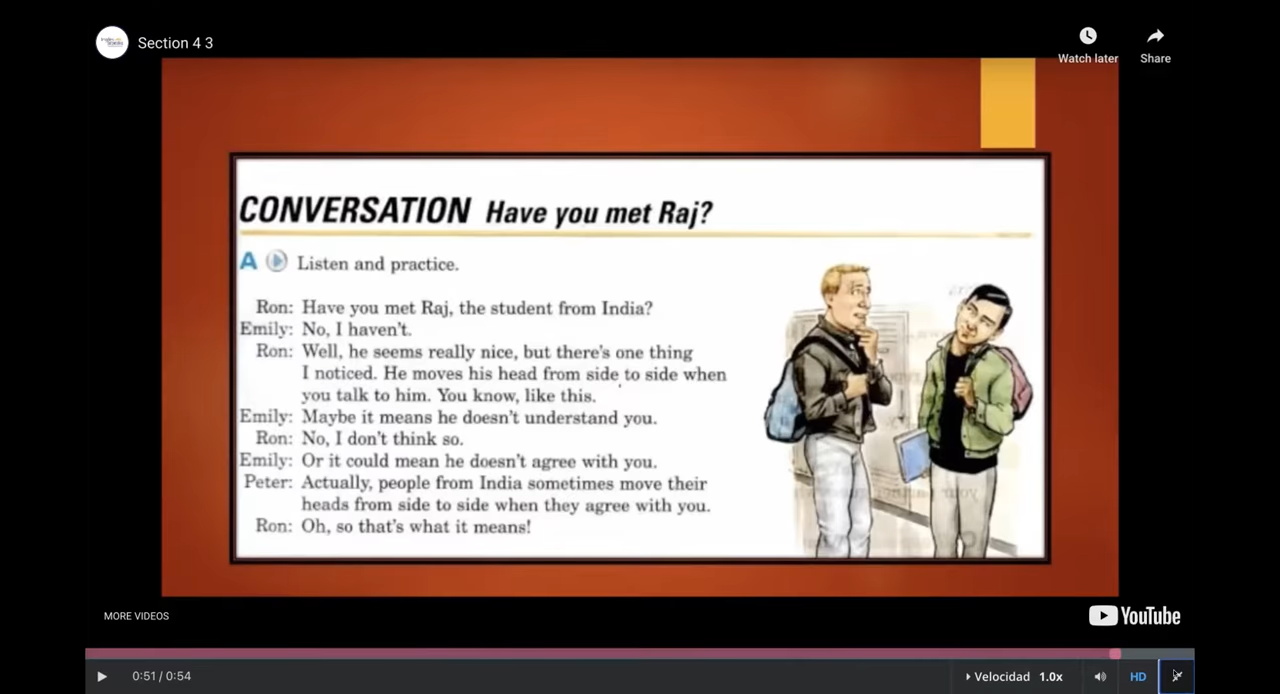 Section 4 3
Watch later
Share
CONVERSATION Have you met Raj?
A Listen and practice.
Ron: Have you met Raj, the student from India?
Emily: No, I haven't.
Ron: Well, he seems really nice, but there's one thing
I noticed. He moves his head from side to side when
you talk to him. You know, like this.
Emily: Maybe it means he doesn't understand you.
Ron: No, I don't think so.
Emily: Or it could mean he doesn't agree with you.
Peter: Actually, people from India sometimes move their
heads from side to side when they agree with you.
Ron: Oh, so that's what it means!
MORE VIDEOS
YouTube
0:51 / 0:54
Velocidad 1.0x
HD